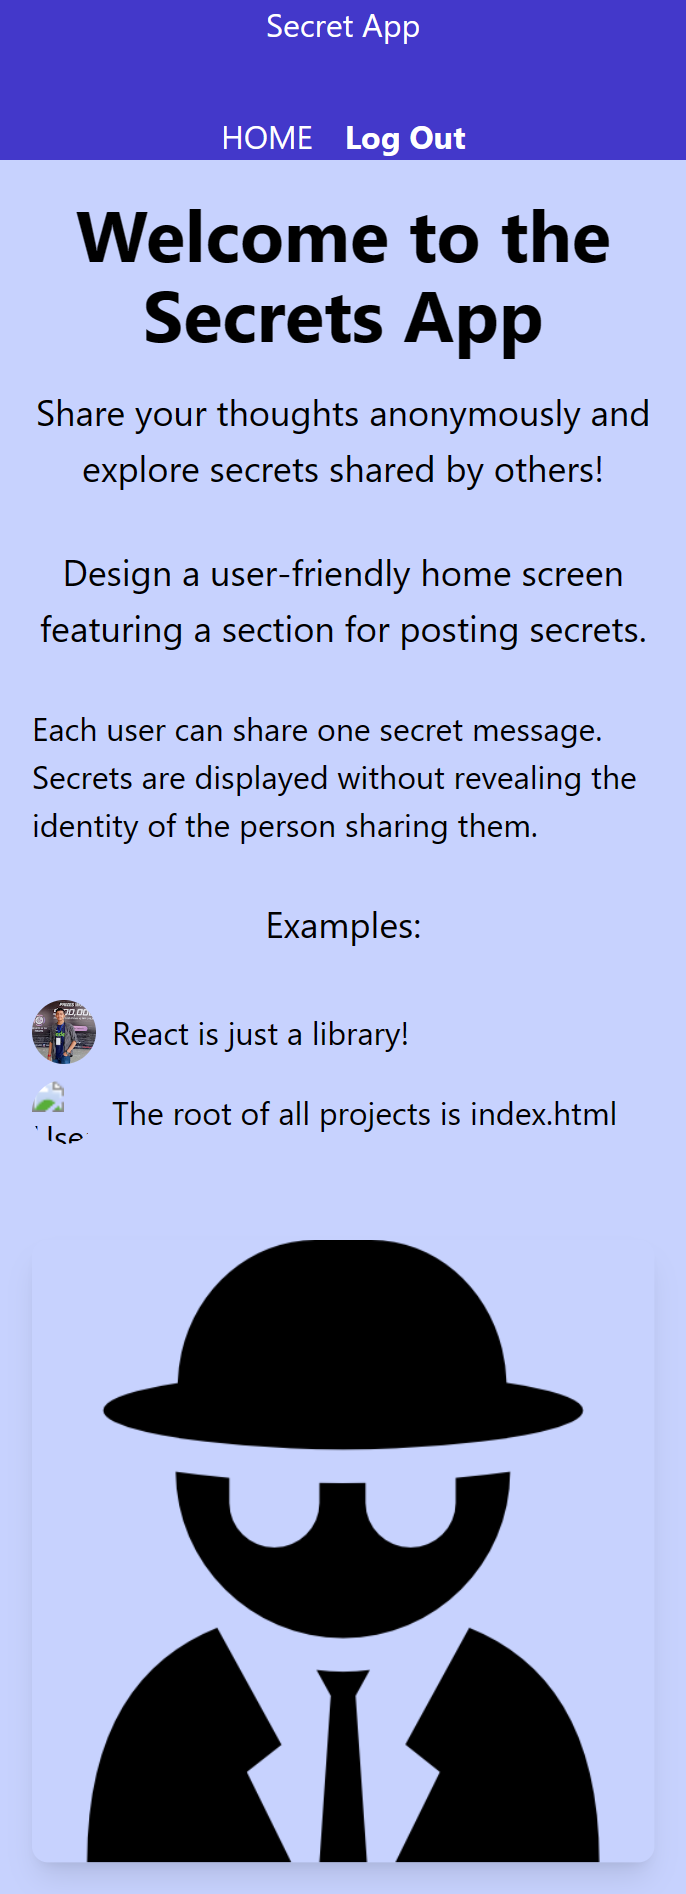 Secret App
HOME Log Out
Welcome to the
Secrets App
Share your thoughts anonymously and
explore secrets shared by others!
Design a user-friendly home screen
featuring a section for posting secrets.
Each user can share one secret message.
Secrets are displayed without revealing the
identity of the person sharing them.
Examples:
React is just a library!
The root of all projects is index.html